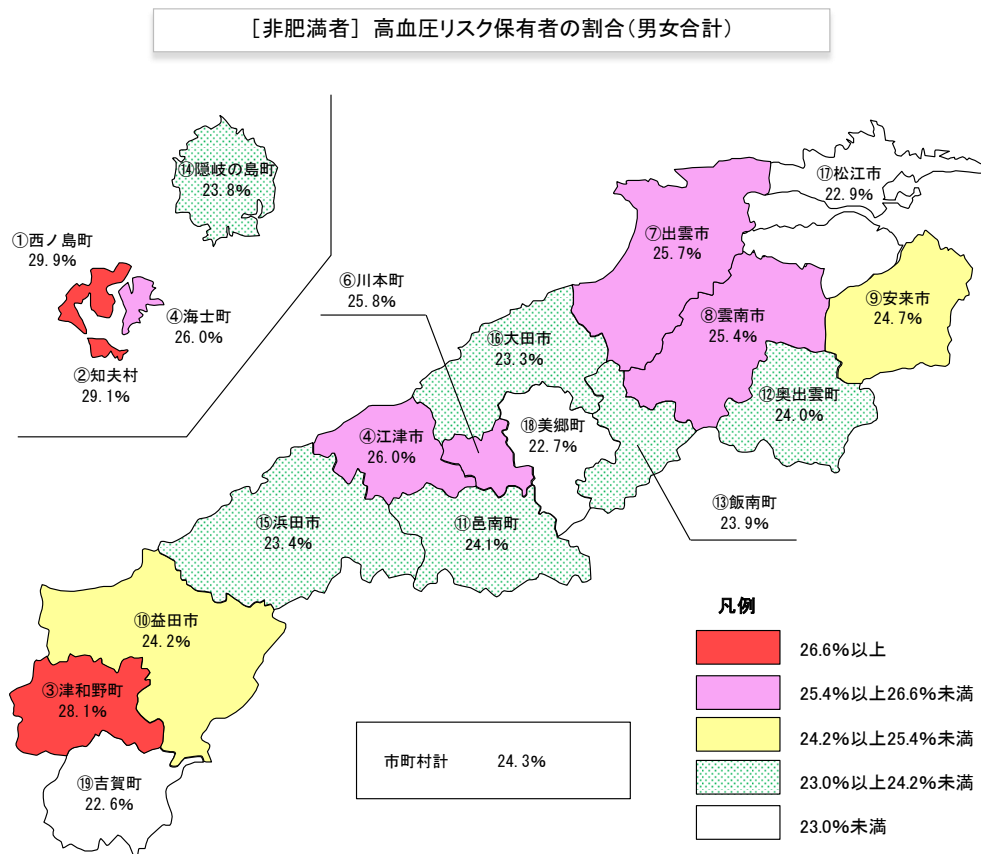 [非肥満者] 高血圧リスク保有者の割合(男女合計)
⑭隠岐の島町
23.8%
①西ノ島町
29.9%
④海士町
26.0%
②知夫村
29.1%
⑰松江市
22.9%
⑦出雲市
25.7%
⑥川本町
25.8%
⑨安来市
24.7%
⑧雲南市
25.4%
⑯大田市
23.3%
⑫奥出雲町
24.0%
④江津市
26.0%
⑱美郷町
22.7%
⑬飯南町
23.9%
⑮浜田市
23.4%
⑪邑南町
24.1%
⑩益田市
24.2%
③津和野町
28.1%
⑲吉賀町
22.6%
市町村計 24.3%
凡例
26.6%以上
25.4%以上26.6%未満
24.2%以上25.4%未満
23.0%以上24.2%未満
23.0%未満